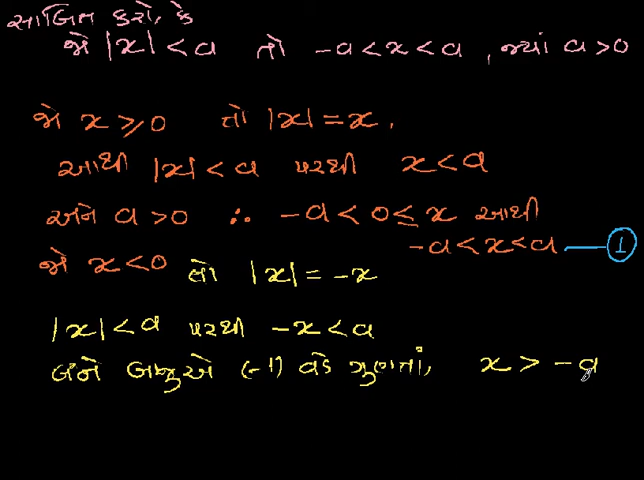 સાબિત કરો, કે
જો |x| < a તો -a < x < a , જ્યાં a > 0
જો x ≥ 0 તો |x| = x.
આથી |x| < a પરથી x < a
અને a > 0 ∴ -a < 0 ≤ x આથી
-a < x < a — ①
જો x < 0 તો |x| = -x
|x| < a પરથી -x < a
બંને બાજુએ (-1) વડે ગુણતાં, x > -a